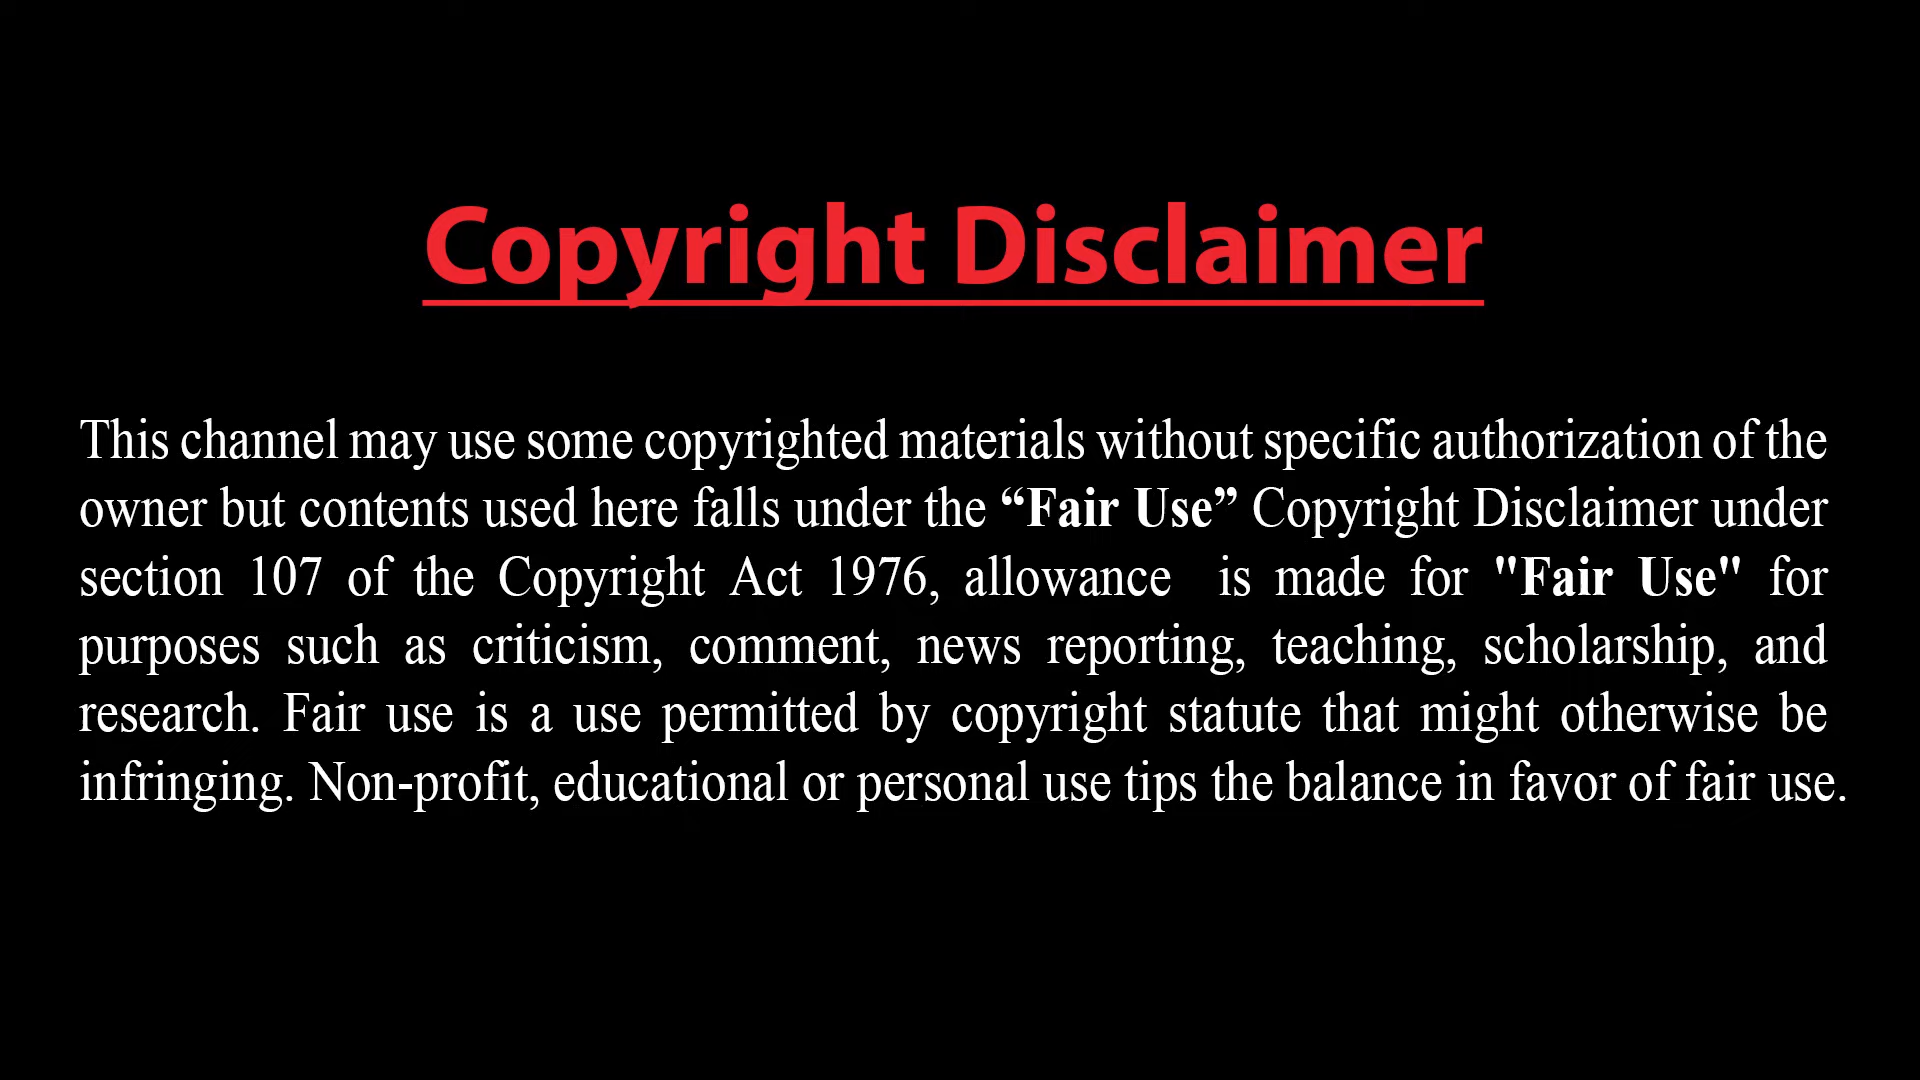 Copyright Disclaimer
This channel may use some copyrighted materials without specific authorization of the
owner but contents used here falls under the “Fair Use” Copyright Disclaimer under
section 107 of the Copyright Act 1976, allowance is made for "Fair Use" for
purposes such as criticism, comment, news reporting, teaching, scholarship, and
research. Fair use is a use permitted by copyright statute that might otherwise be
infringing. Non-profit, educational or personal use tips the balance in favor of fair use.